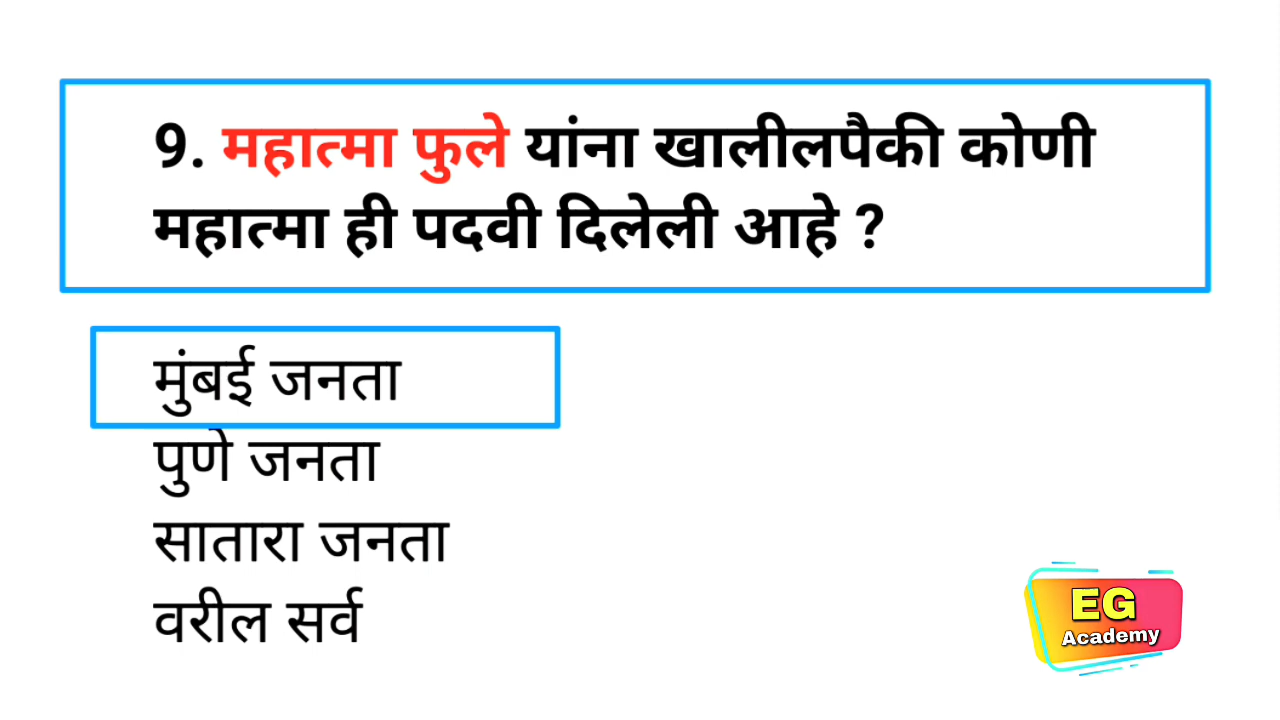 9. महात्मा फुले यांना खालीलपैकी कोणी
महात्मा ही पदवी दिलेली आहे ?
मुंबई जनता
पुणे जनता
सातारा जनता
वरील सर्व
EG
Academy